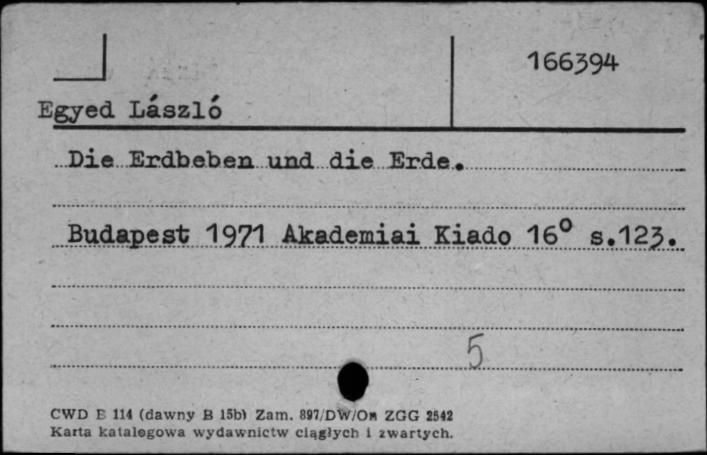 166394
Egyed László
Die Erdbeben und die Erde.
Budapest 1971 Akademiai Kiado 16° s.123.
5
CWD E 114 (dawny B 15b) Zam. 897/DW/Om ZGG 2542
Karta katalogowa wydawnictw ciągłych i zwartych.